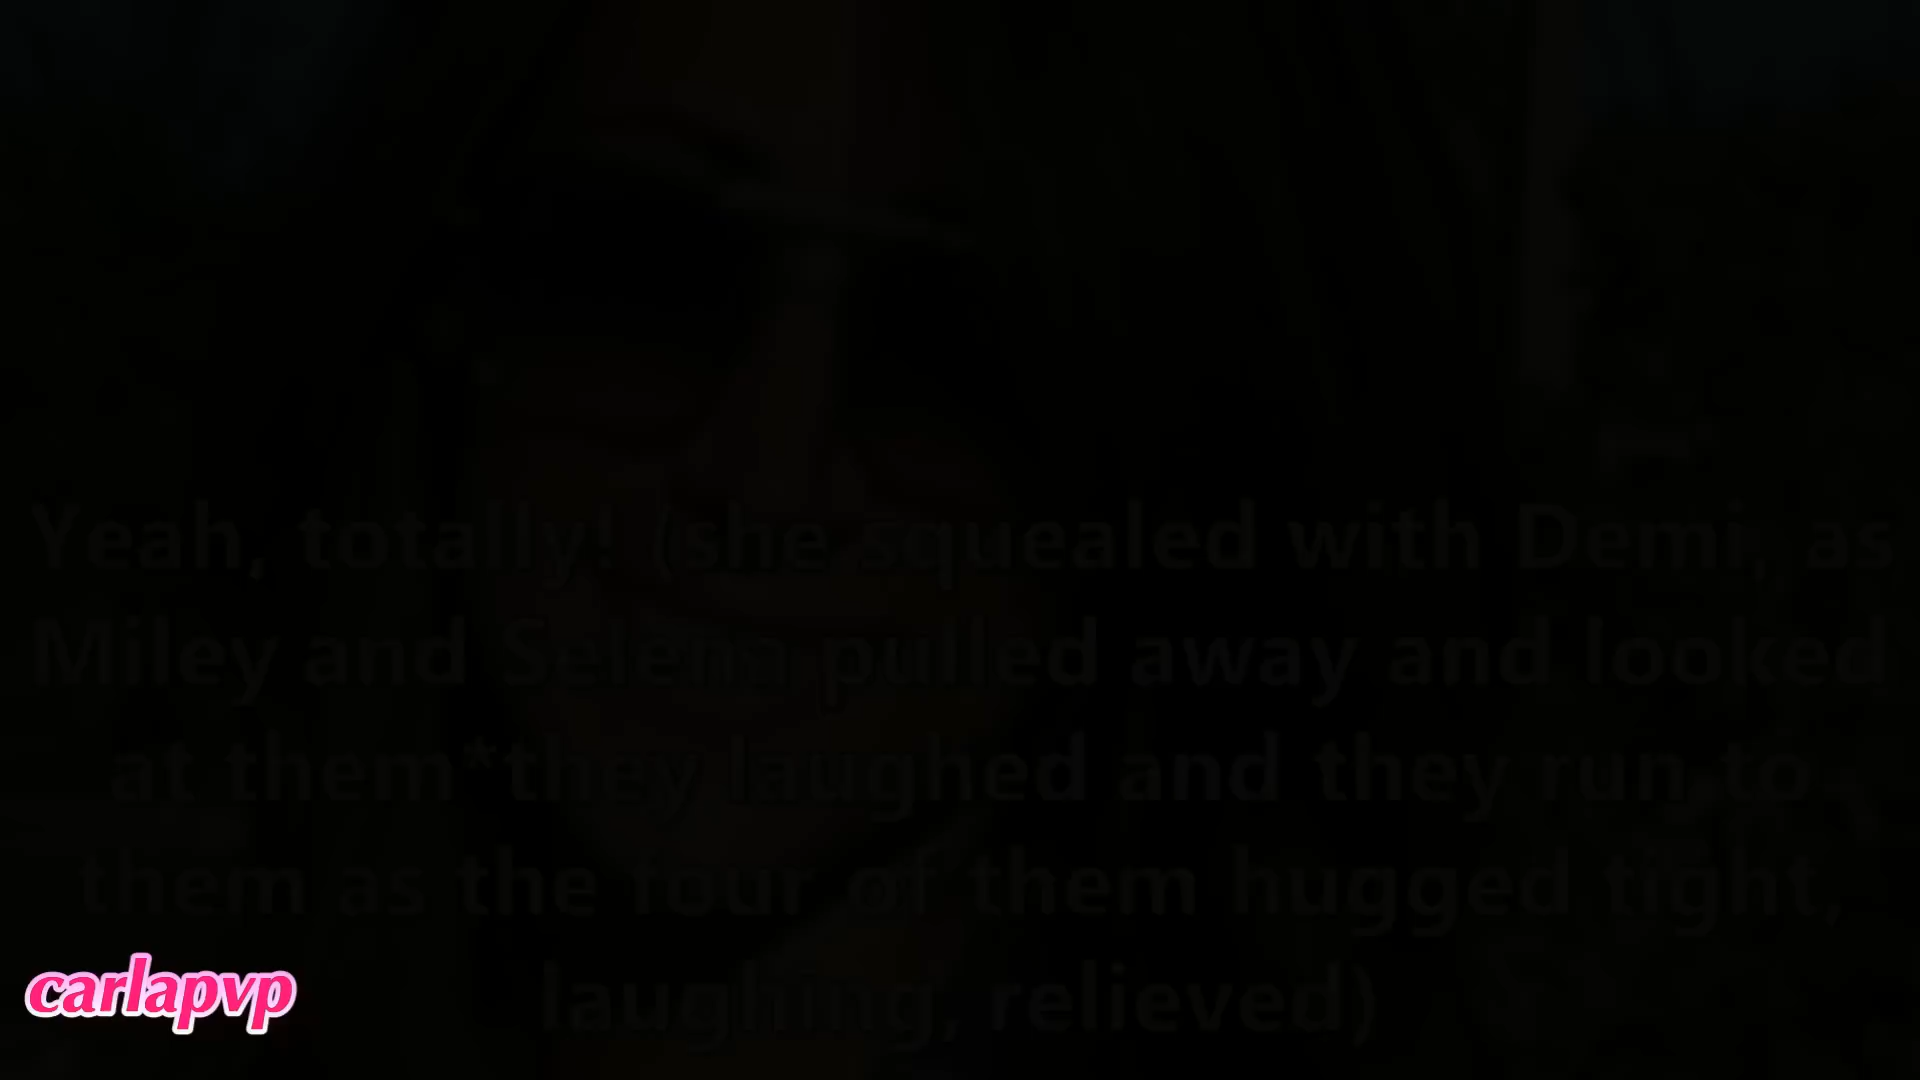 Yeah, totally! (she squealed with Demi, as
Miley and Selena pulled away and looked
at them*they laughed and they run to
them as the four of them hugged tight,
laughing, relieved)
carlapvp